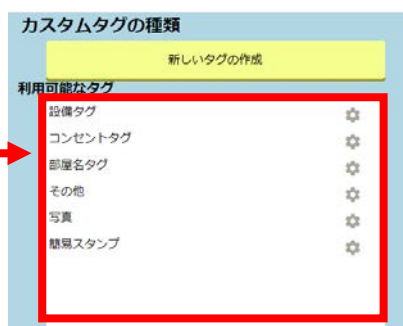 カスタムタグの種類
新しいタグの作成
利用可能なタグ
設備タグ
コンセントタグ
部屋名タグ
その他
写真
簡易スタンプ